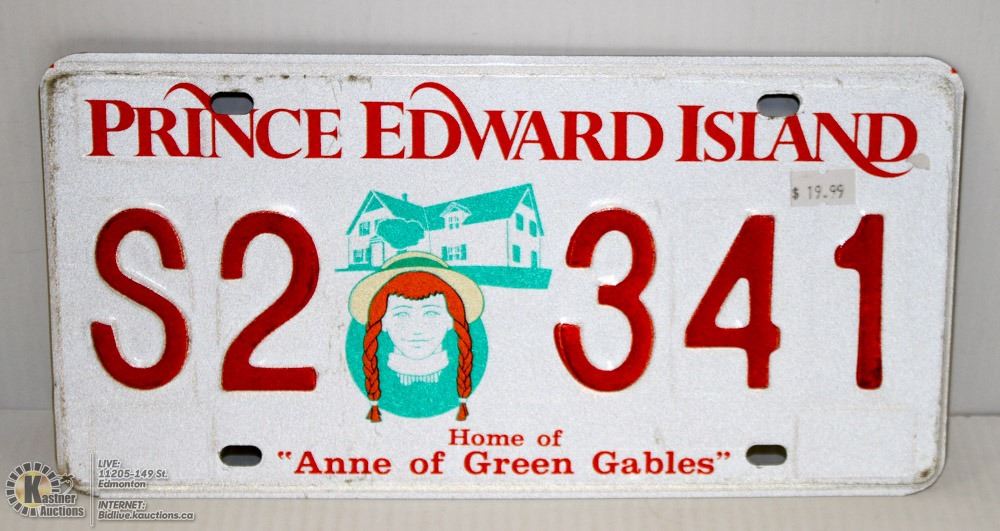 PRINCE EDWARD ISLAND
$ 19.99
S2 341
Home of
"Anne of Green Gables"
Kastner
Auctions
LIVE:
11205-149 St.
Edmonton
INTERNET:
Bidlive.kauctions.ca